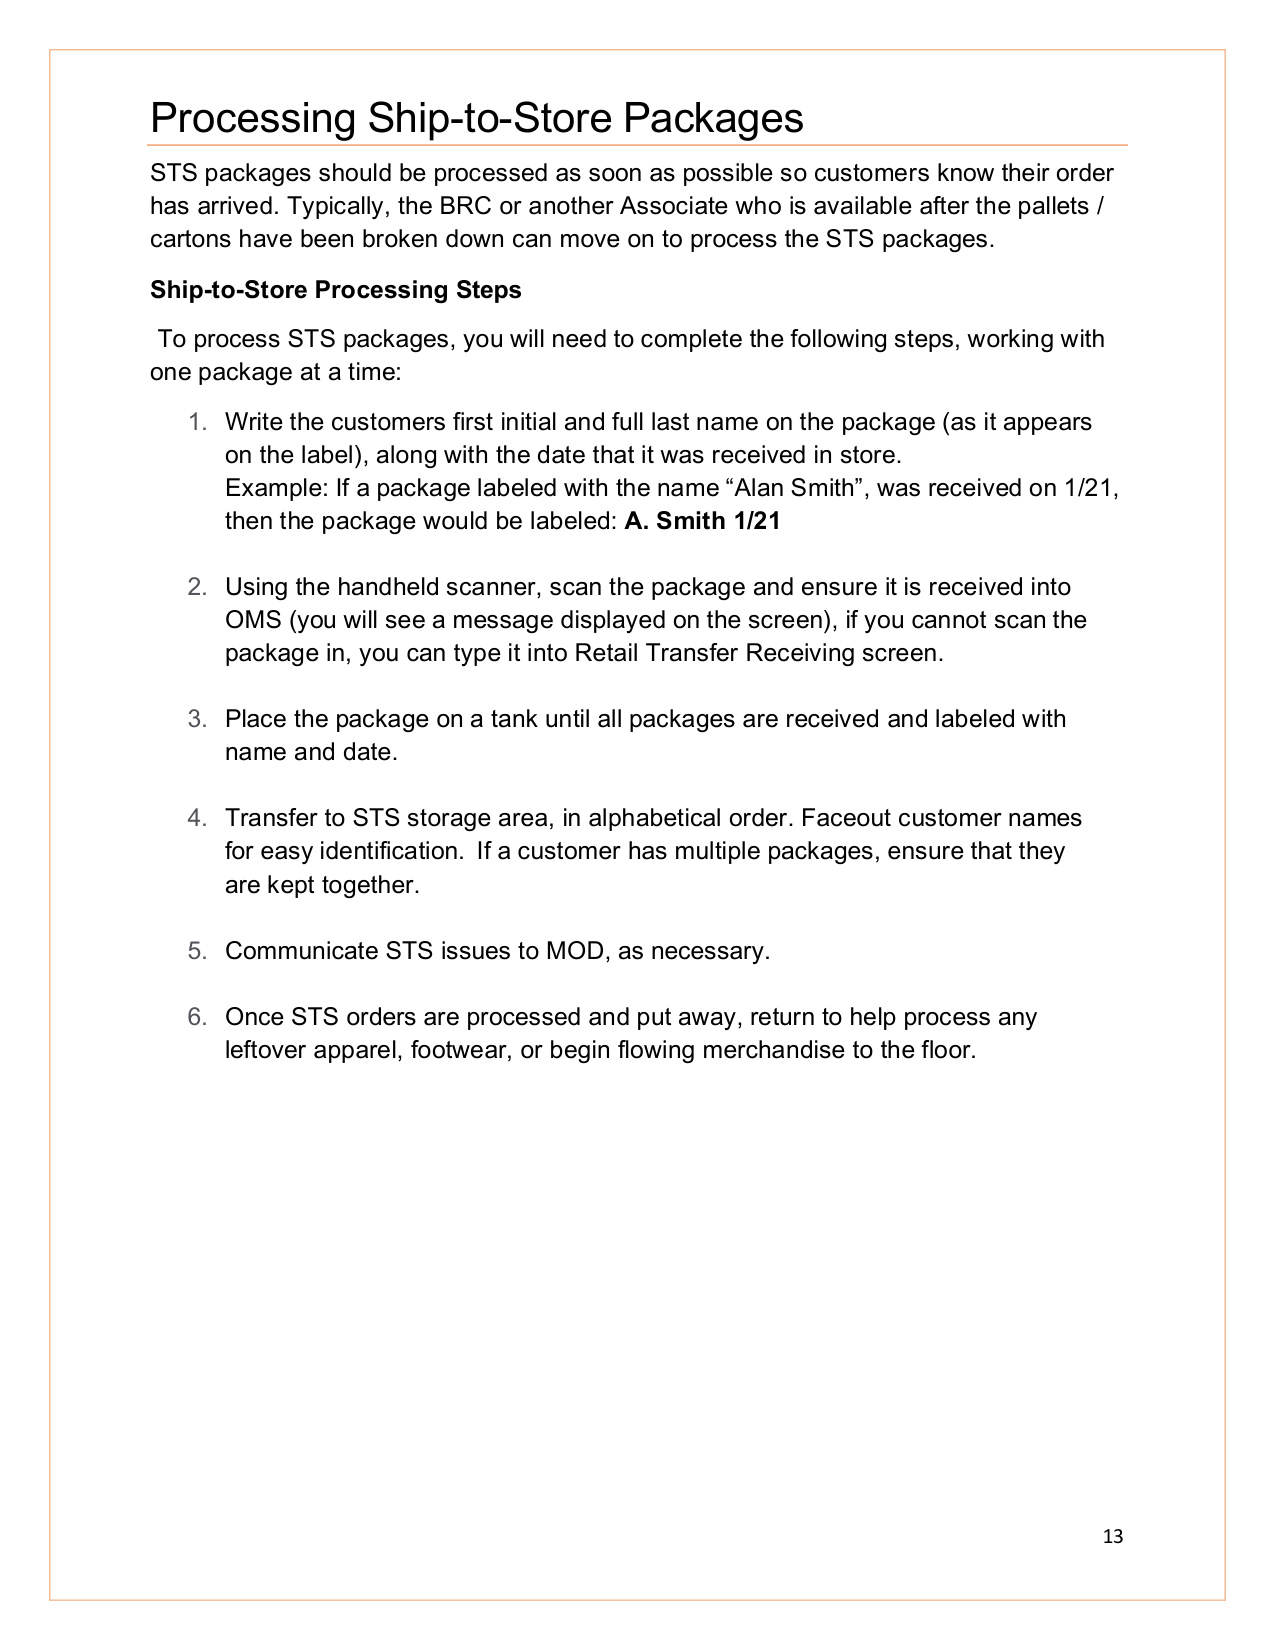 Processing Ship-to-Store Packages
STS packages should be processed as soon as possible so customers know their order
has arrived. Typically, the BRC or another Associate who is available after the pallets /
cartons have been broken down can move on to process the STS packages.
Ship-to-Store Processing Steps
To process STS packages, you will need to complete the following steps, working with
one package at a time:
1. Write the customers first initial and full last name on the package (as it appears
on the label), along with the date that it was received in store.
Example: If a package labeled with the name “Alan Smith”, was received on 1/21,
then the package would be labeled: A. Smith 1/21
2. Using the handheld scanner, scan the package and ensure it is received into
OMS (you will see a message displayed on the screen), if you cannot scan the
package in, you can type it into Retail Transfer Receiving screen.
3. Place the package on a tank until all packages are received and labeled with
name and date.
4. Transfer to STS storage area, in alphabetical order. Faceout customer names
for easy identification.  If a customer has multiple packages, ensure that they
are kept together.
5. Communicate STS issues to MOD, as necessary.
6. Once STS orders are processed and put away, return to help process any
leftover apparel, footwear, or begin flowing merchandise to the floor.
13